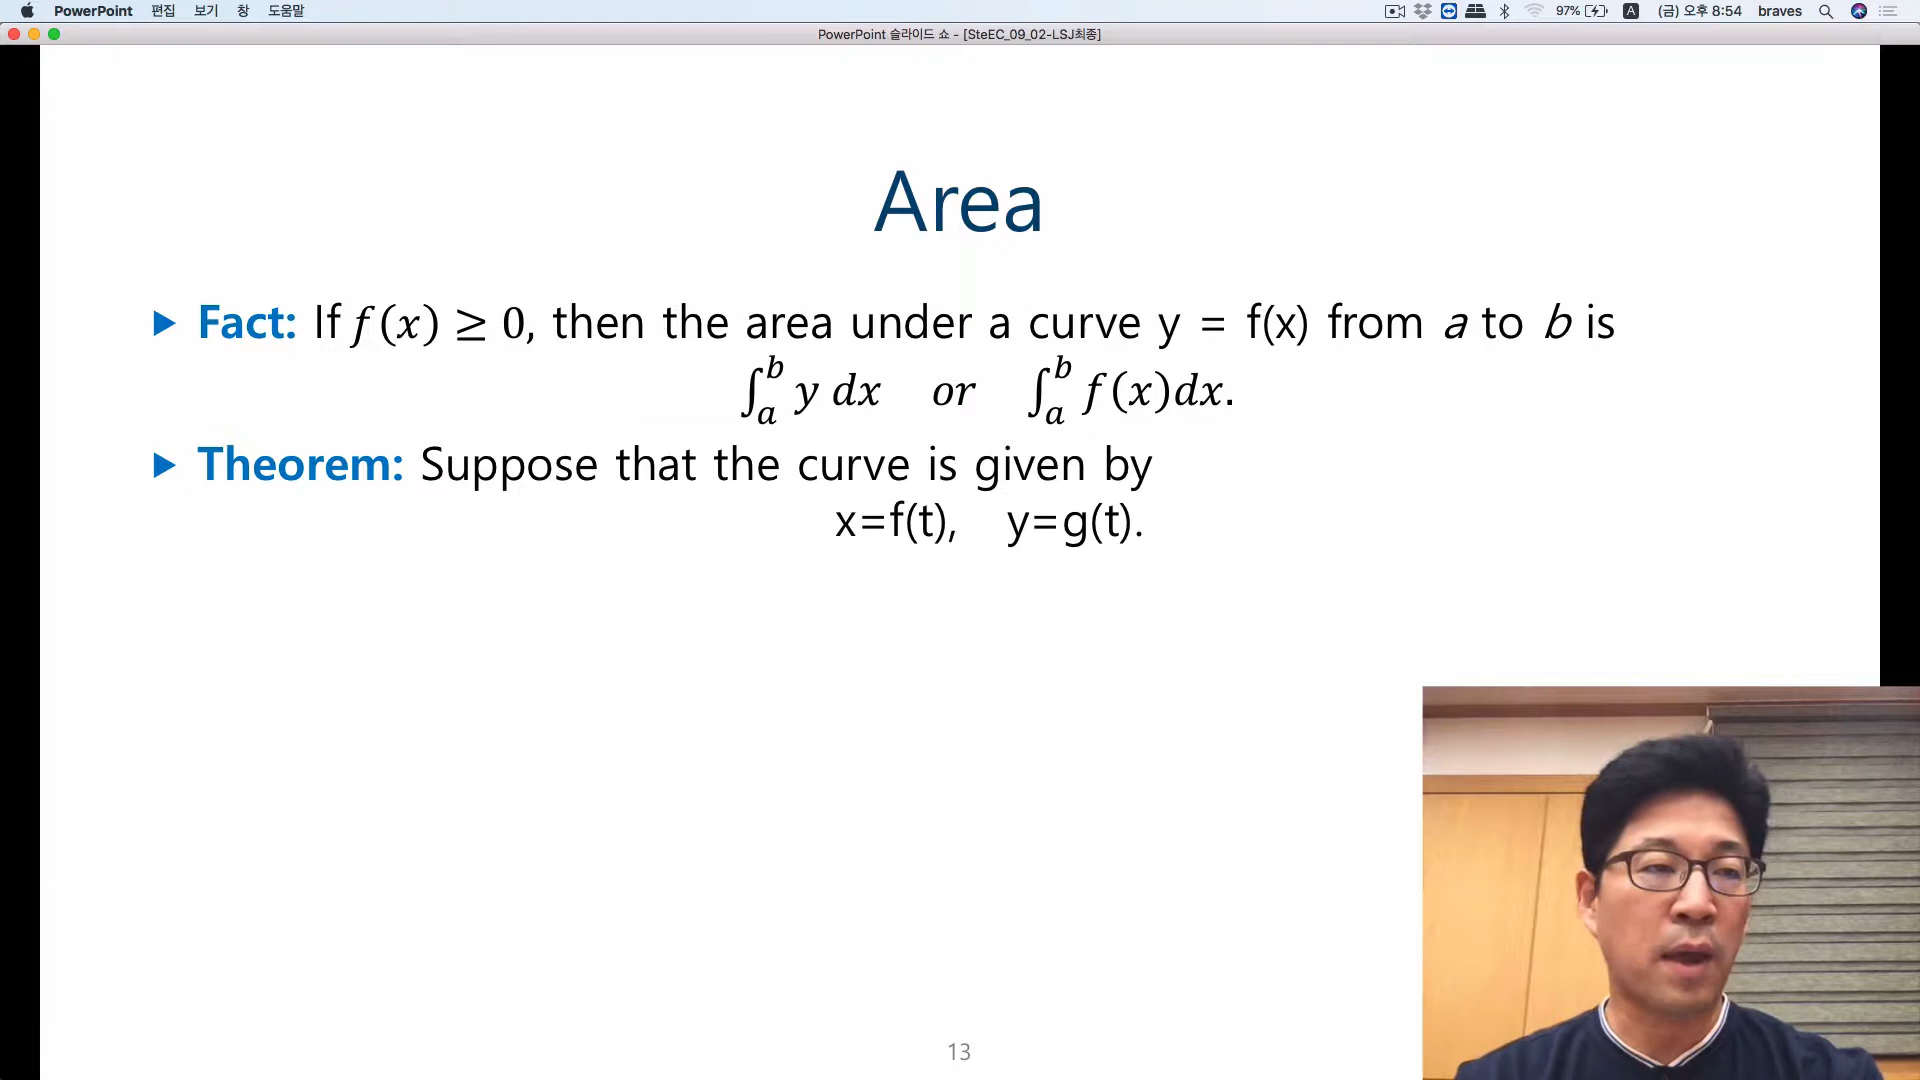 PowerPoint 편집 보기 창 도움말 97% A (금) 오후 8:54 braves
PowerPoint 슬라이드 쇼 - [SteEC_09_02-LSJ최종]
Area
Fact: If f(x) ≥ 0, then the area under a curve y = f(x) from a to b is
∫_a^b y dx or ∫_a^b f(x)dx.
Theorem: Suppose that the curve is given by
x=f(t), y=g(t).
13